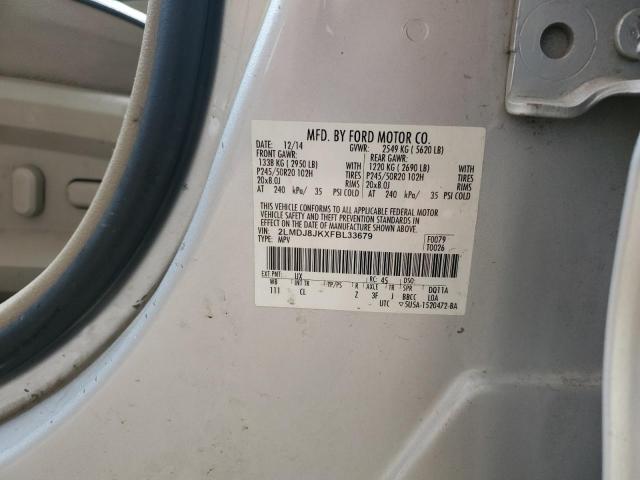 MFD. BY FORD MOTOR CO.
DATE: 12/14 GVWR: 2549 KG ( 5620 LB)
FRONT GAWR: REAR GAWR:
1338 KG ( 2950 LB) WITH 1220 KG ( 2690 LB) WITH
P245/50R20 102H TIRES P245/50R20 102H TIRES
20x8.0J RIMS 20x8.0J RIMS
AT 240 kPa/ 35 PSI COLD AT 240 kPa/ 35 PSI COLD
THIS VEHICLE CONFORMS TO ALL APPLICABLE FEDERAL MOTOR
VEHICLE SAFETY AND THEFT PREVENTION STANDARDS IN
EFFECT ON THE DATE OF MANUFACTURE SHOWN ABOVE.
VIN: 2LMDJ8JKXFBL33679 F0079
TYPE: MPV T0026
EXT PNT: UX RC: 45 DSO:
WB INT TR TP/PS R AXLE TR SPR DQT1A
111 CL Z 3F J BBCC L0A
UTC 5U5A-1520472-BA